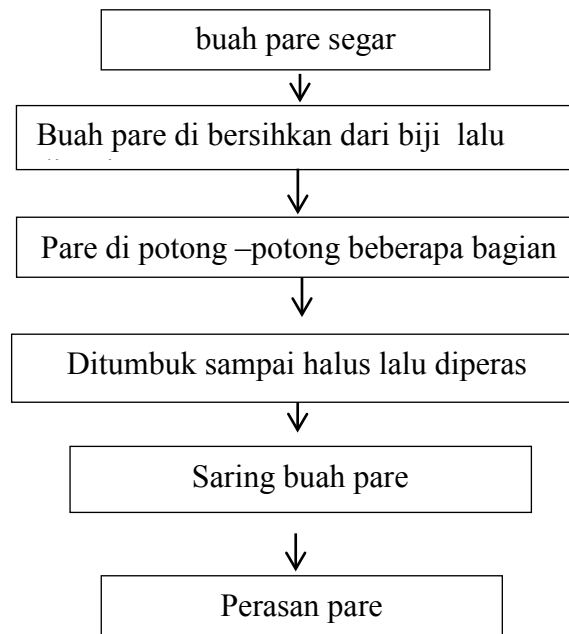 buah pare segar
Buah pare di bersihkan dari biji lalu
Pare di potong –potong beberapa bagian
Ditumbuk sampai halus lalu diperas
Saring buah pare
Perasan pare